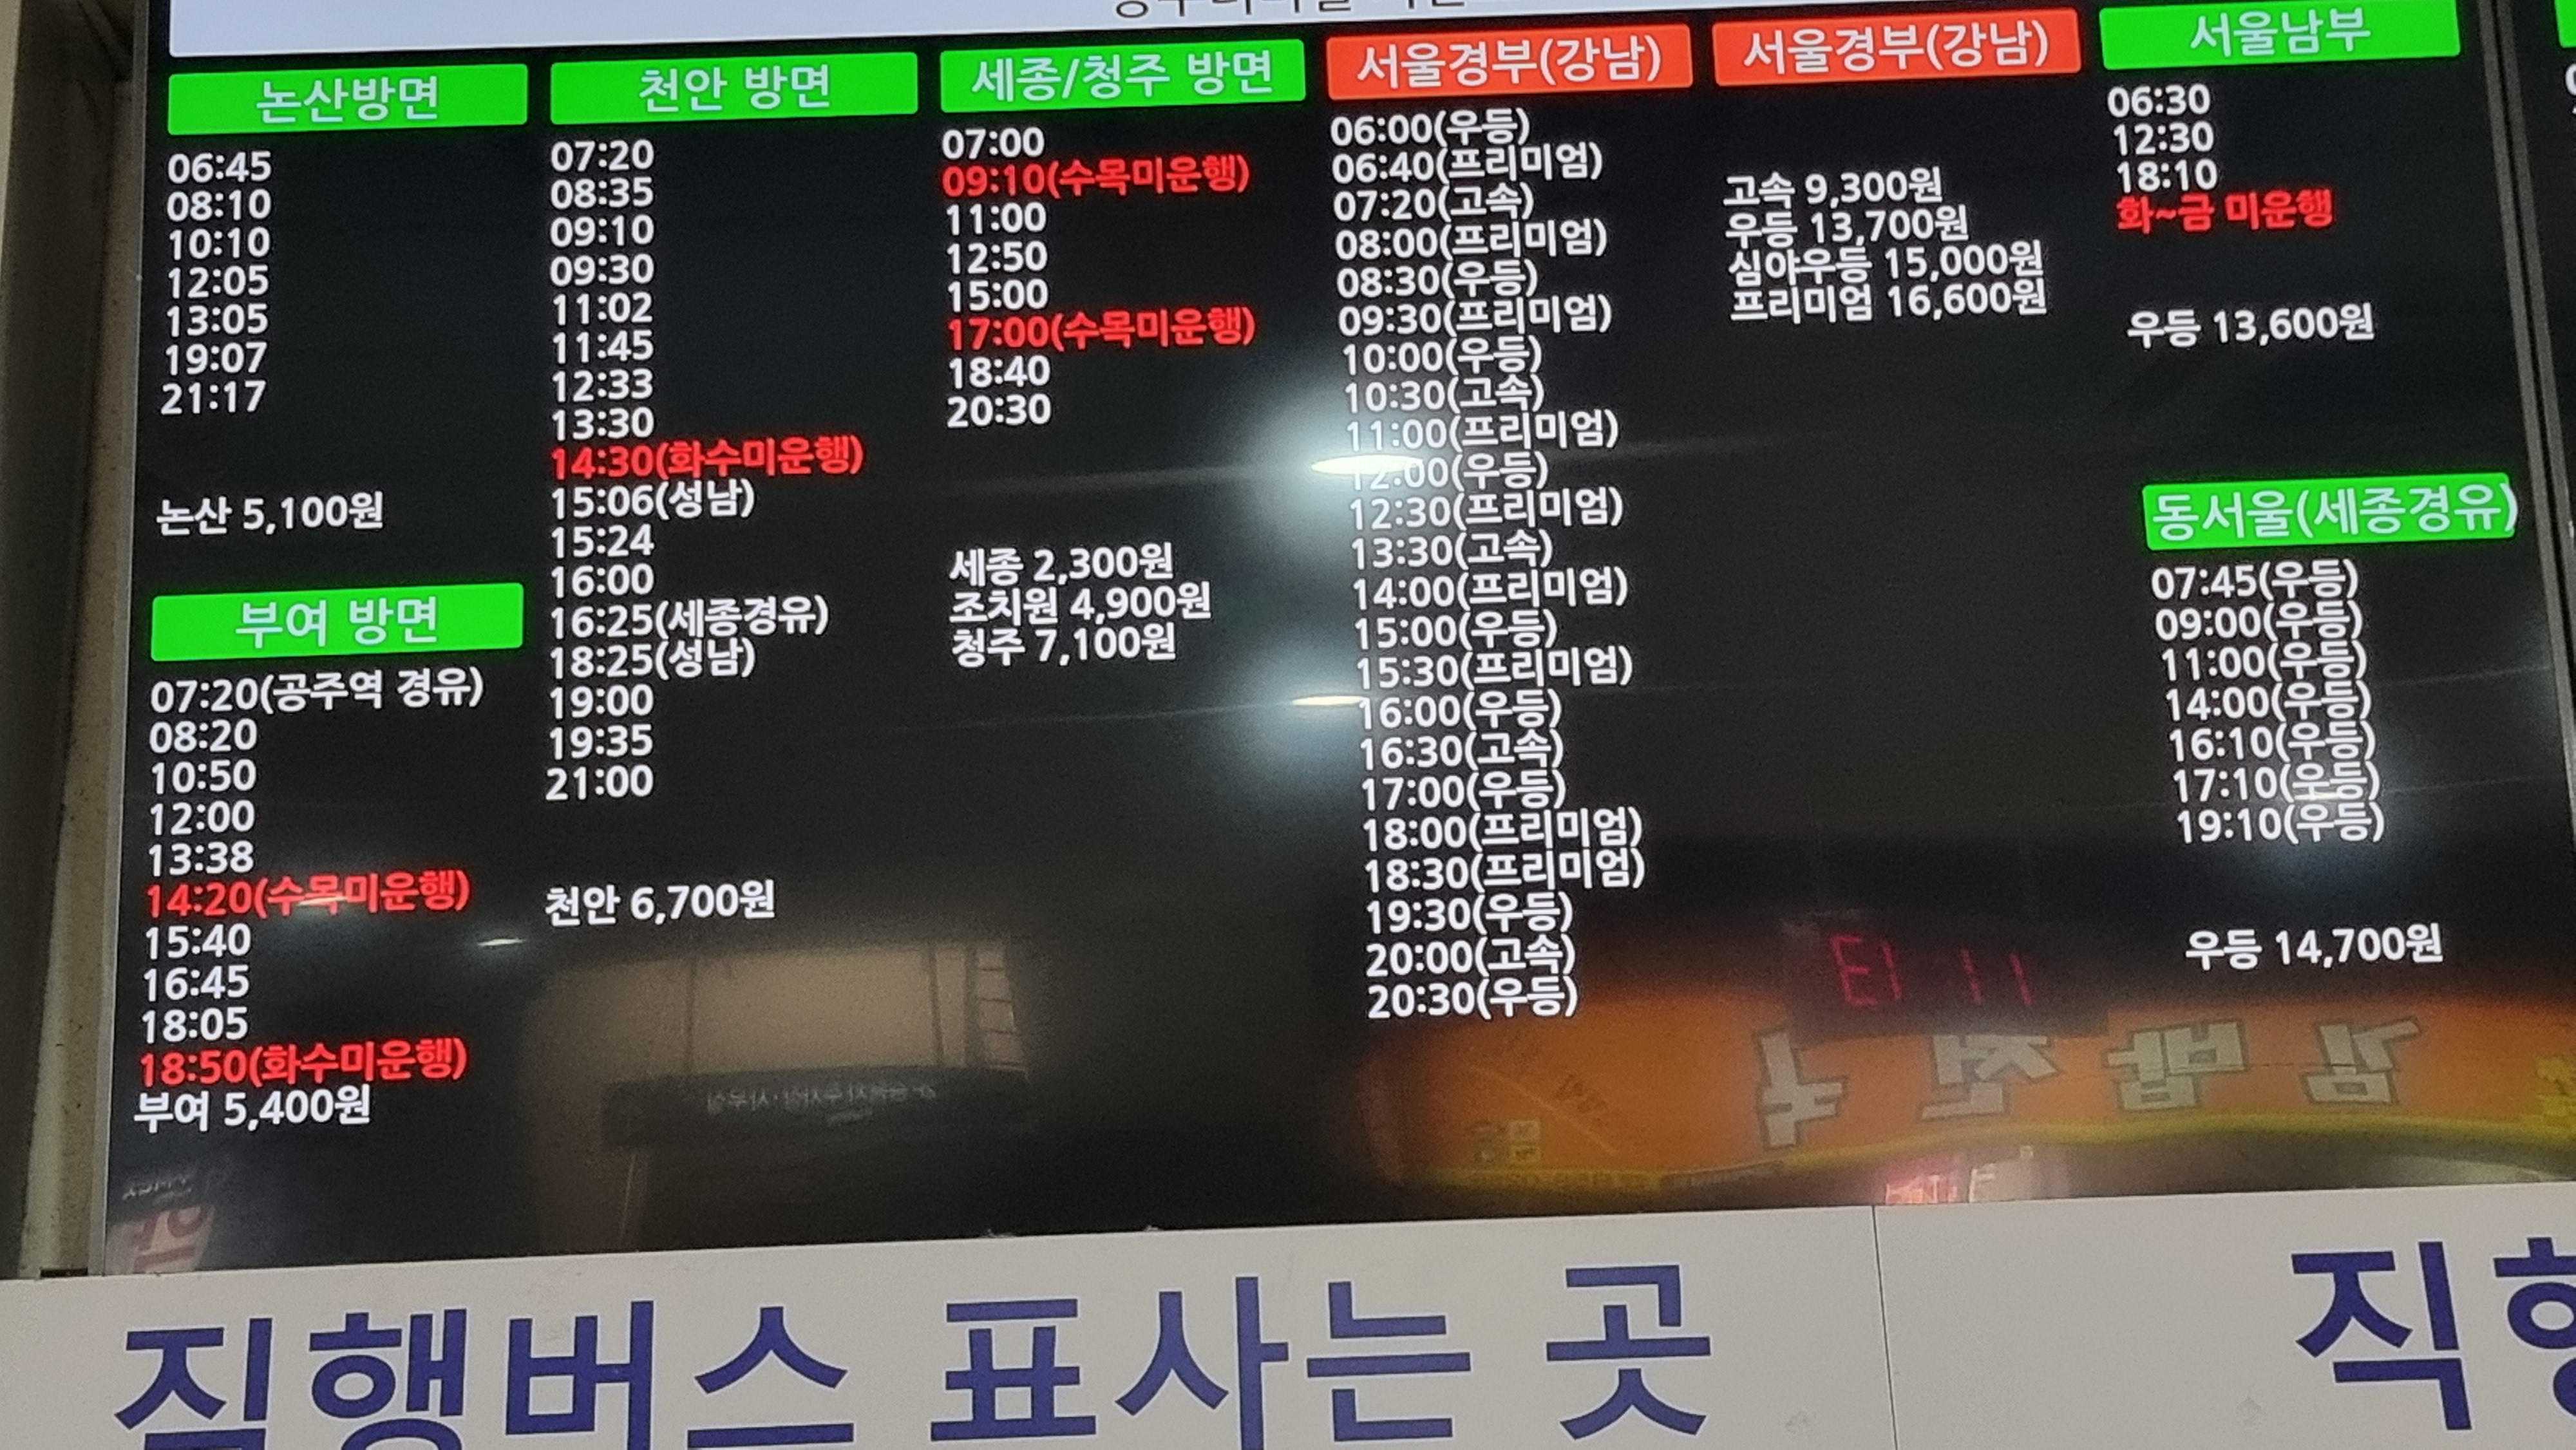 논산방면
06:45
08:10
10:10
12:05
13:05
19:07
21:17
논산 5,100원
부여 방면
07:20(공주역 경유)
08:20
10:50
12:00
13:38
14:20(수목미운행)
15:40
16:45
18:05
18:50(화수미운행)
부여 5,400원
천안 방면
07:20
08:35
09:10
09:30
11:02
11:45
12:33
13:30
14:30(화수미운행)
15:06(성남)
15:24
16:00
16:25(세종경유)
18:25(성남)
19:00
19:35
21:00
천안 6,700원
세종/청주 방면
07:00
09:10(수목미운행)
11:00
12:50
15:00
17:00(수목미운행)
18:40
20:30
세종 2,300원
조치원 4,900원
청주 7,100원
서울경부(강남)
06:00(우등)
06:40(프리미엄)
07:20(고속)
08:00(프리미엄)
08:30(우등)
09:30(프리미엄)
10:00(우등)
10:30(고속)
11:00(프리미엄)
12:00(우등)
12:30(프리미엄)
13:30(고속)
14:00(프리미엄)
15:00(우등)
15:30(프리미엄)
16:00(우등)
16:30(고속)
17:00(우등)
18:00(프리미엄)
18:30(프리미엄)
19:30(우등)
20:00(고속)
20:30(우등)
서울경부(강남)
고속 9,300원
우등 13,700원
심야우등 15,000원
프리미엄 16,600원
서울남부
06:30
12:30
18:10
화~금 미운행
우등 13,600원
동서울(세종경유)
07:45(우등)
09:00(우등)
11:00(우등)
14:00(우등)
16:10(우등)
17:10(우등)
19:10(우등)
우등 14,700원
직행버스 표사는 곳
직행